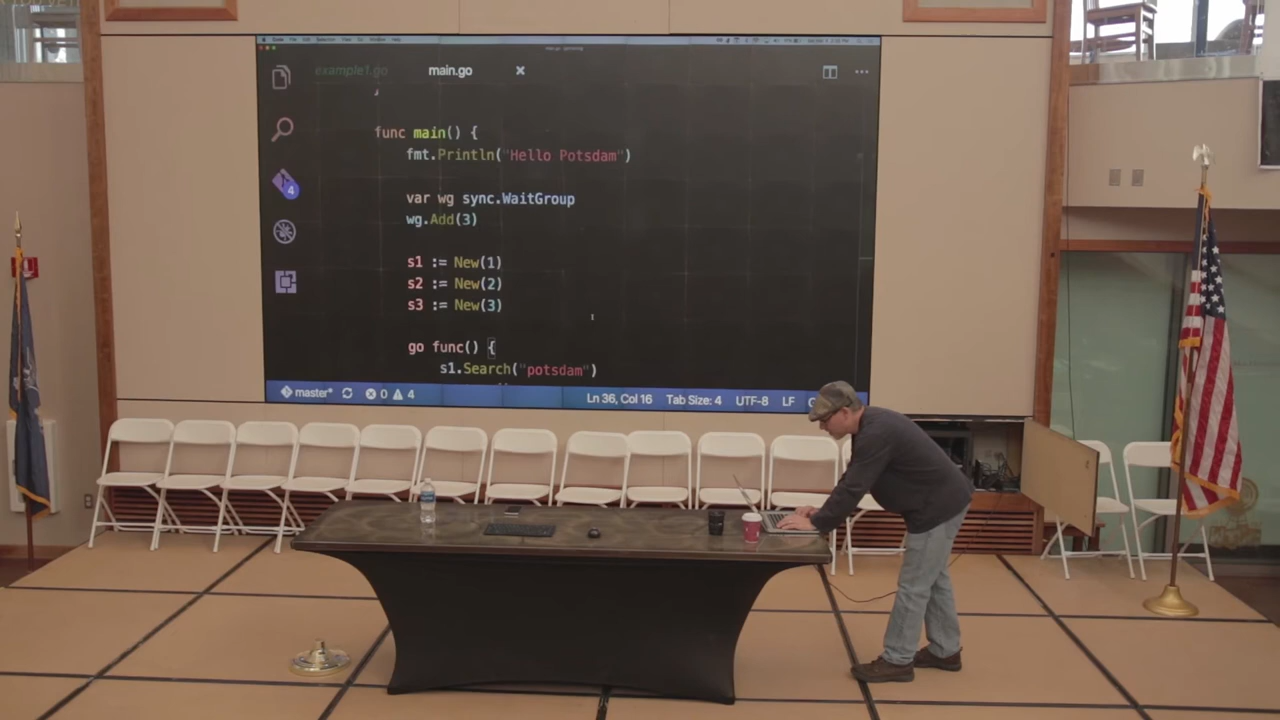 example1.go main.go
func main() {
fmt.Println("Hello Potsdam")
var wg sync.WaitGroup
wg.Add(3)
s1 := New(1)
s2 := New(2)
s3 := New(3)
go func() {
s1.Search("potsdam")
4
master* 0 4 Ln 36, Col 16 Tab Size: 4 UTF-8 LF